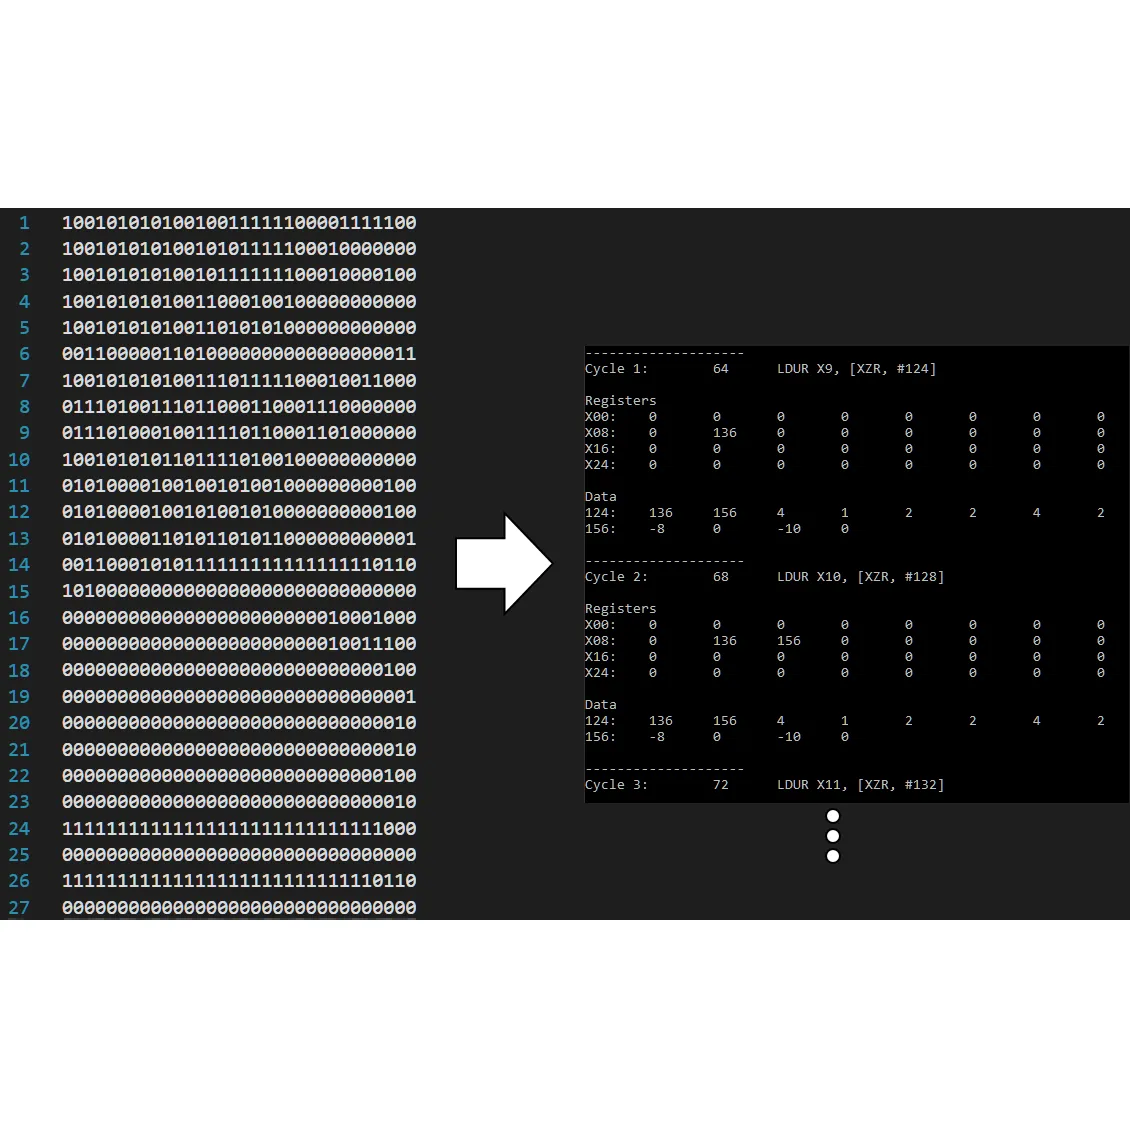 1 10010101010010011111100001111100
2 10010101010010101111100010000000
3 10010101010010111111100010000100
4 10010101010011000100100000000000
5 10010101010011010101000000000000
6 00110000011010000000000000000011
7 10010101010011101111100010011000
8 01110100111011000110001110000000
9 01110100010011110110001101000000
10 10010101011011110100100000000000
11 01010000100100101001000000000100
12 01010000100101001010000000000100
13 01010000110101101011000000000001
14 00110001010111111111111111110110
15 10100000000000000000000000000000
16 00000000000000000000000010001000
17 00000000000000000000000010011100
18 00000000000000000000000000000100
19 00000000000000000000000000000001
20 00000000000000000000000000000010
21 00000000000000000000000000000010
22 00000000000000000000000000000100
23 00000000000000000000000000000010
24 11111111111111111111111111111000
25 00000000000000000000000000000000
26 11111111111111111111111111110110
27 00000000000000000000000000000000
--------------------
Cycle 1: 64 LDUR X9, [XZR, #124]
Registers
X00: 0 0 0 0 0 0 0 0
X08: 0 136 0 0 0 0 0 0
X16: 0 0 0 0 0 0 0 0
X24: 0 0 0 0 0 0 0 0
Data
124: 136 156 4 1 2 2 4 2
156: -8 0 -10 0
--------------------
Cycle 2: 68 LDUR X10, [XZR, #128]
Registers
X00: 0 0 0 0 0 0 0 0
X08: 0 136 156 0 0 0 0 0
X16: 0 0 0 0 0 0 0 0
X24: 0 0 0 0 0 0 0 0
Data
124: 136 156 4 1 2 2 4 2
156: -8 0 -10 0
--------------------
Cycle 3: 72 LDUR X11, [XZR, #132]